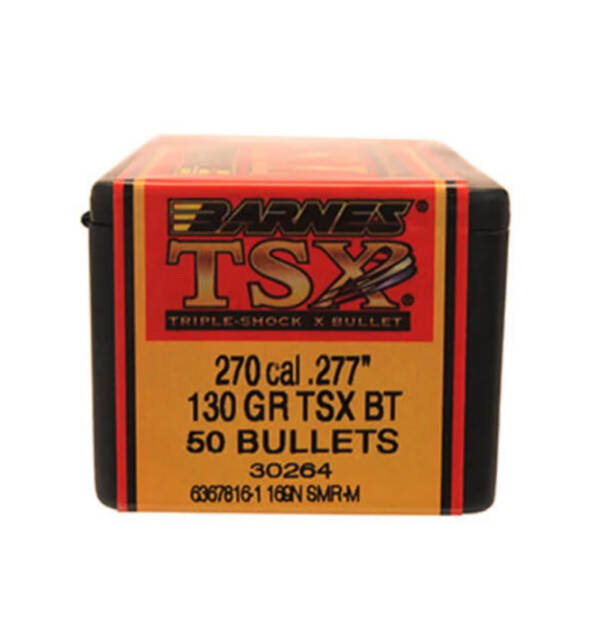 BARNES®
TSX®
TRIPLE-SHOCK X BULLET
270 cal .277"
130 GR TSX BT
50 BULLETS
30264
6367816-1 169N SMR-M